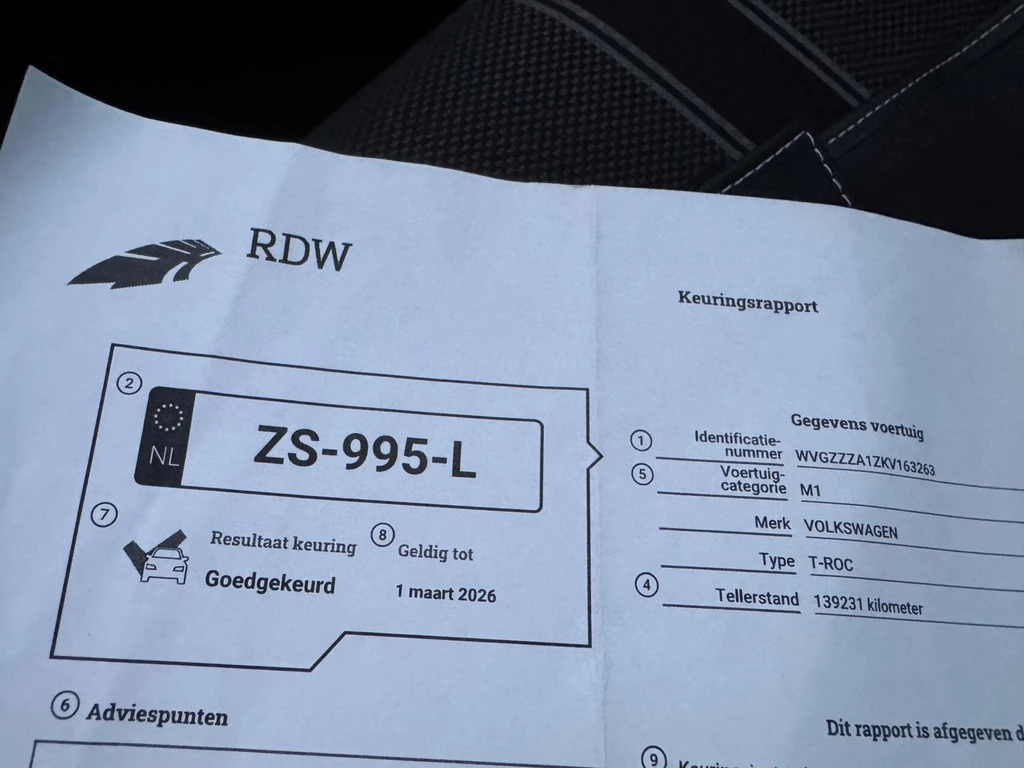 RDW
Keuringsrapport
2
NL
ZS-995-L
7
Resultaat keuring
Goedgekeurd
8
Geldig tot
1 maart 2026
Gegevens voertuig
1
Identificatie-
nummer
WVGZZZA1ZKV163263
5
Voertuig-
categorie
M1
Merk
VOLKSWAGEN
Type
T-ROC
4
Tellerstand
139231 kilometer
6 Adviespunten
Dit rapport is afgegeven
9